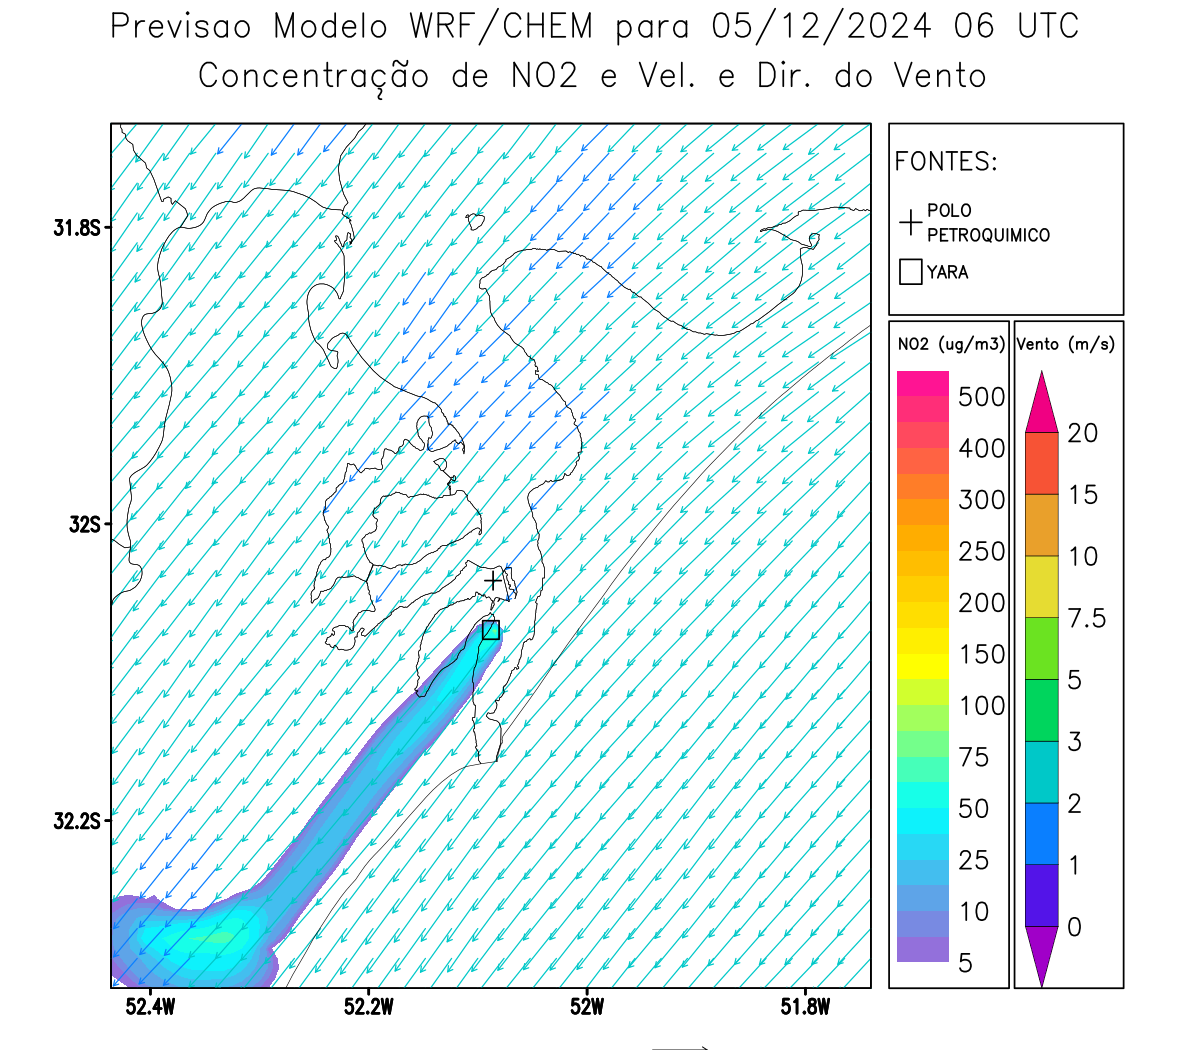 Previsao Modelo WRF/CHEM para 05/12/2024 06 UTC
Concentração de NO2 e Vel. e Dir. do Vento
FONTES:
POLO
PETROQUIMICO
YARA
NO2 (ug/m3)
500
400
300
250
200
150
100
75
50
25
10
5
Vento (m/s)
20
15
10
7.5
5
3
2
1
0
31.8S
32S
32.2S
52.4W
52.2W
52W
51.8W